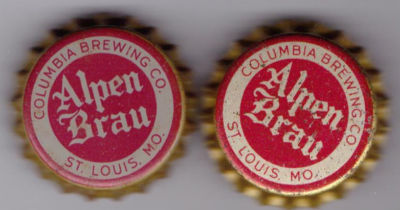 COLUMBIA BREWING CO.
Alpen
Brau
ST. LOUIS, MO.
COLUMBIA BREWING CO.
Alpen
Brau
ST. LOUIS, MO.